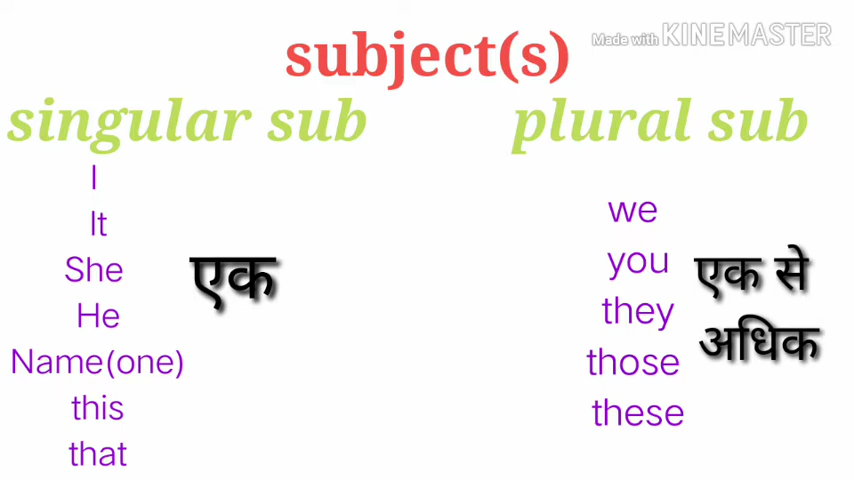 subject(s)
Made with KINEMASTER
singular sub
plural sub
I
It
She
He
Name(one)
this
that
एक
we
you
they
those
these
एक से
अधिक